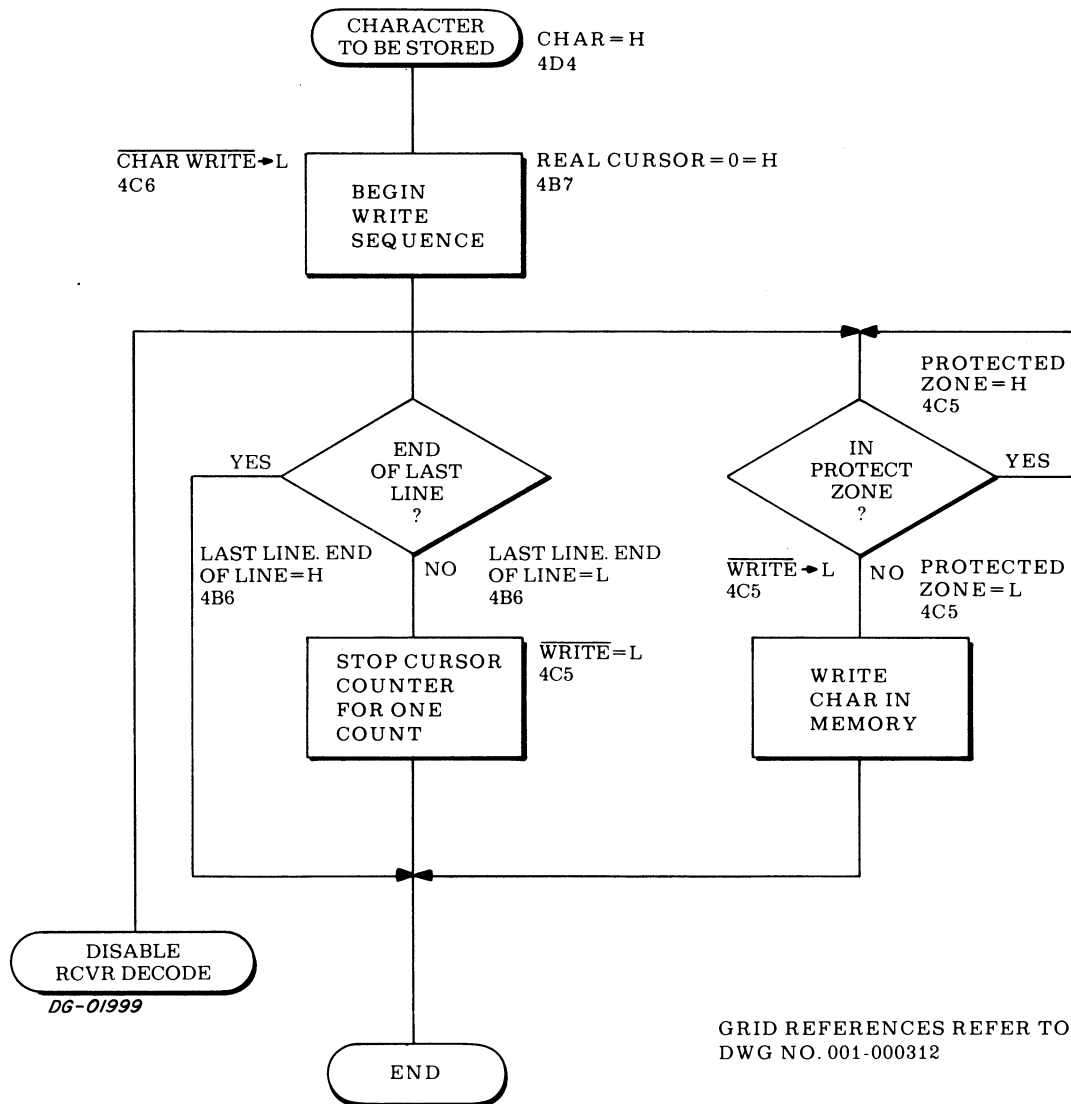 CHARACTER
TO BE STORED
CHAR=H
4D4
CHAR WRITE→L
4C6
BEGIN
WRITE
SEQUENCE
REAL CURSOR=0=H
4B7
END
OF LAST
LINE
?
YES
LAST LINE. END
OF LINE=H
4B6
NO
LAST LINE. END
OF LINE=L
4B6
STOP CURSOR
COUNTER
FOR ONE
COUNT
WRITE=L
4C5
PROTECTED
ZONE=H
4C5
IN
PROTECT
ZONE
?
YES
WRITE→L
4C5
NO
PROTECTED
ZONE=L
4C5
WRITE
CHAR IN
MEMORY
DISABLE
RCVR DECODE
DG-01999
END
GRID REFERENCES REFER TO
DWG NO. 001-000312